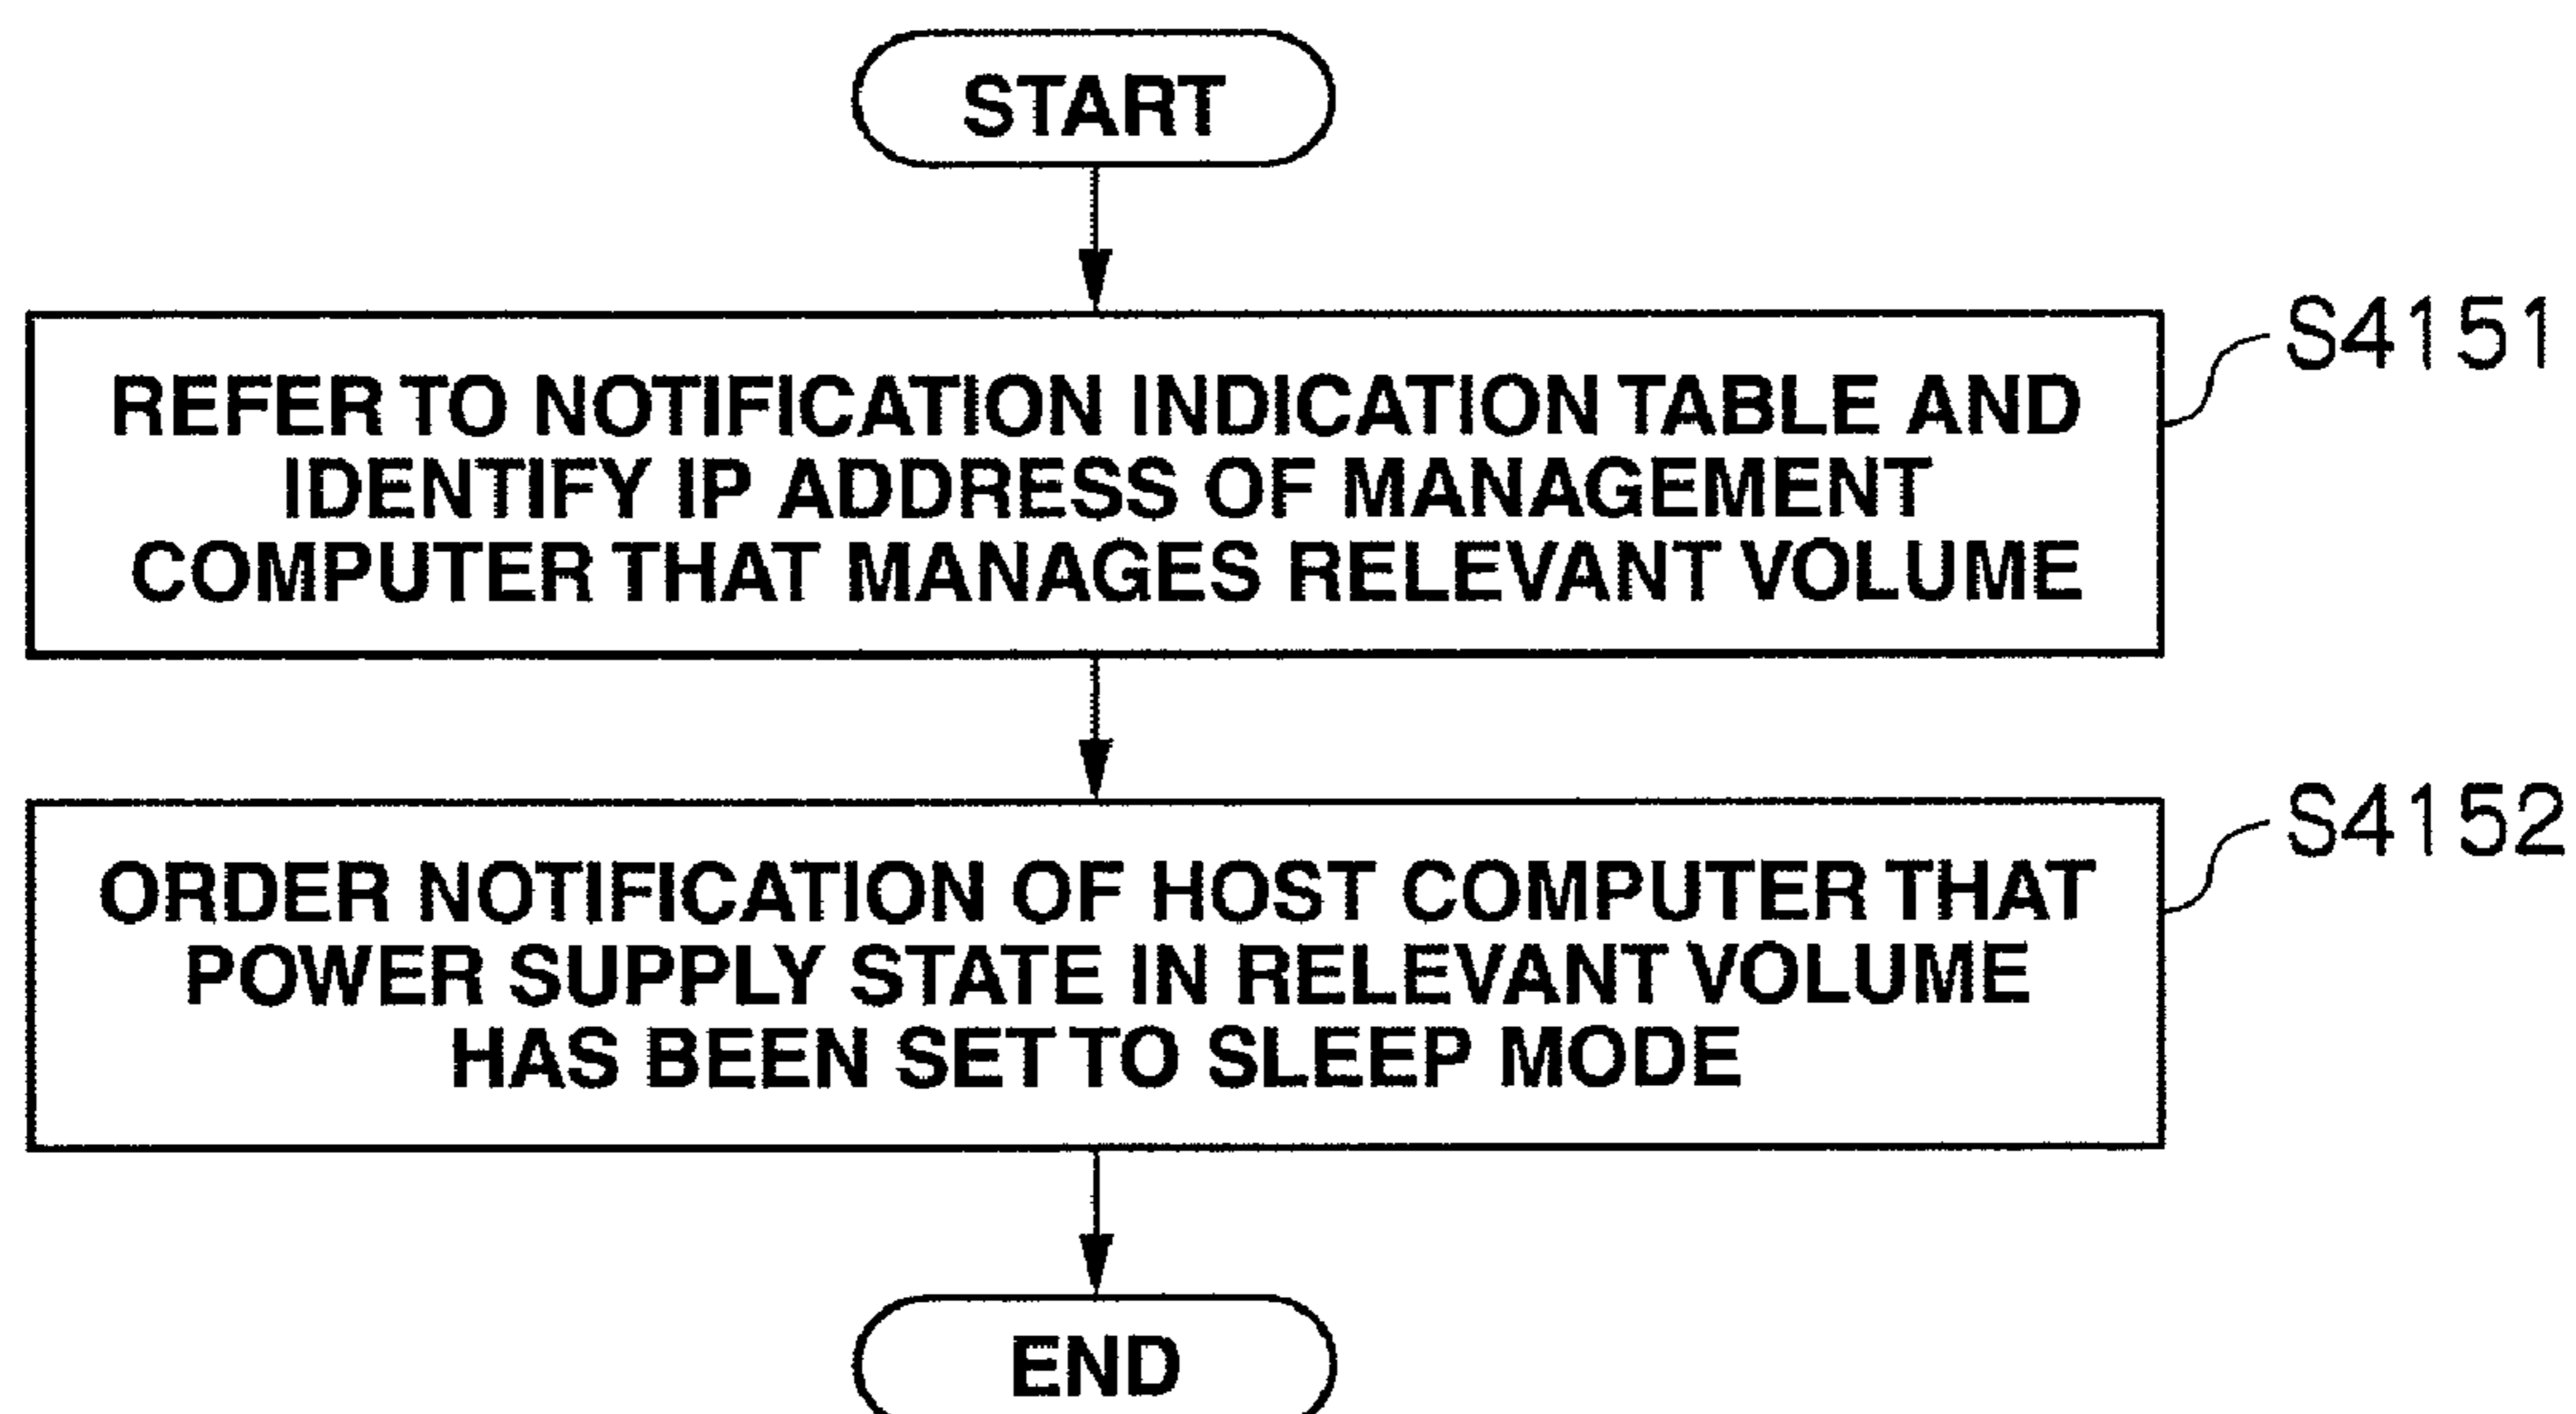 START
S4151
REFER TO NOTIFICATION INDICATION TABLE AND
IDENTIFY IP ADDRESS OF MANAGEMENT
COMPUTER THAT MANAGES RELEVANT VOLUME
S4152
ORDER NOTIFICATION OF HOST COMPUTER THAT
POWER SUPPLY STATE IN RELEVANT VOLUME
HAS BEEN SET TO SLEEP MODE
END